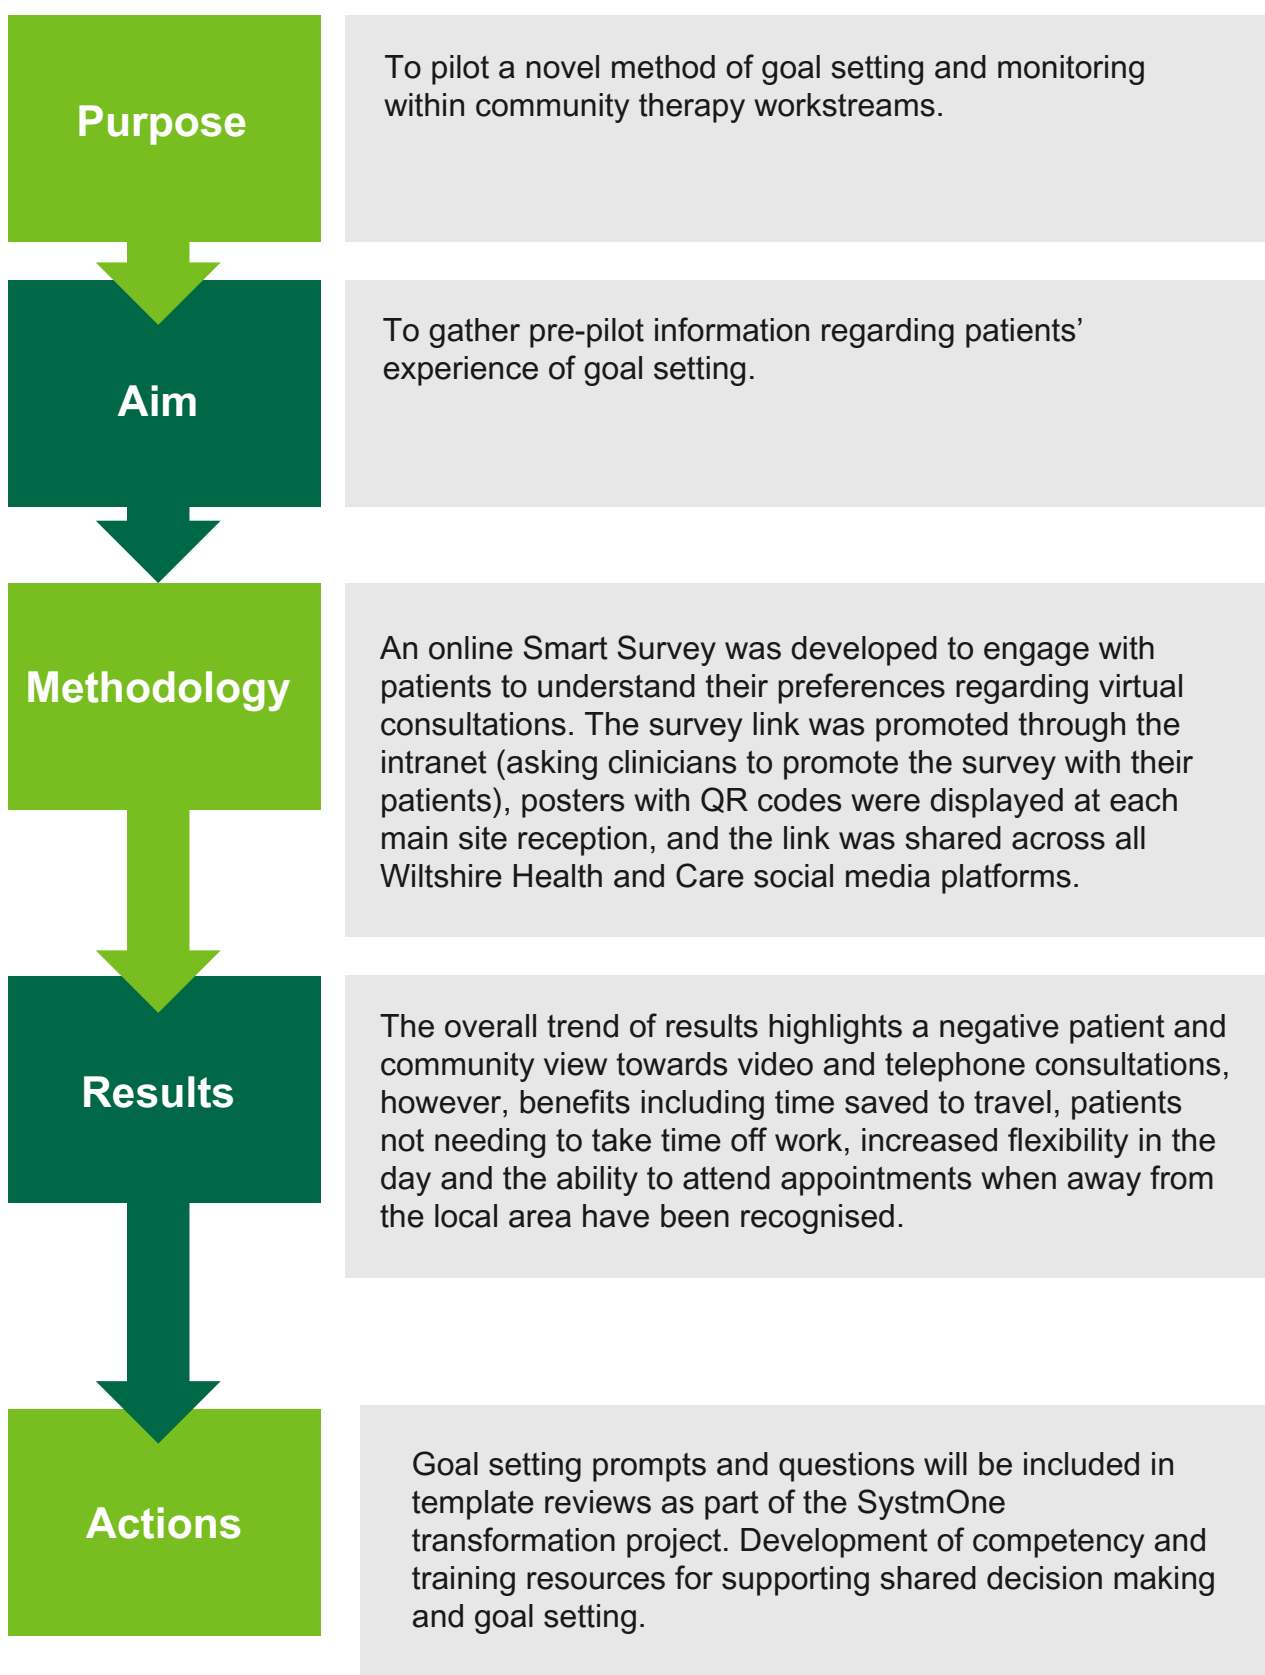 Purpose
To pilot a novel method of goal setting and monitoring
within community therapy workstreams.
Aim
To gather pre-pilot information regarding patients’
experience of goal setting.
Methodology
An online Smart Survey was developed to engage with
patients to understand their preferences regarding virtual
consultations. The survey link was promoted through the
intranet (asking clinicians to promote the survey with their
patients), posters with QR codes were displayed at each
main site reception, and the link was shared across all
Wiltshire Health and Care social media platforms.
Results
The overall trend of results highlights a negative patient and
community view towards video and telephone consultations,
however, benefits including time saved to travel, patients
not needing to take time off work, increased flexibility in the
day and the ability to attend appointments when away from
the local area have been recognised.
Actions
Goal setting prompts and questions will be included in
template reviews as part of the SystmOne
transformation project. Development of competency and
training resources for supporting shared decision making
and goal setting.